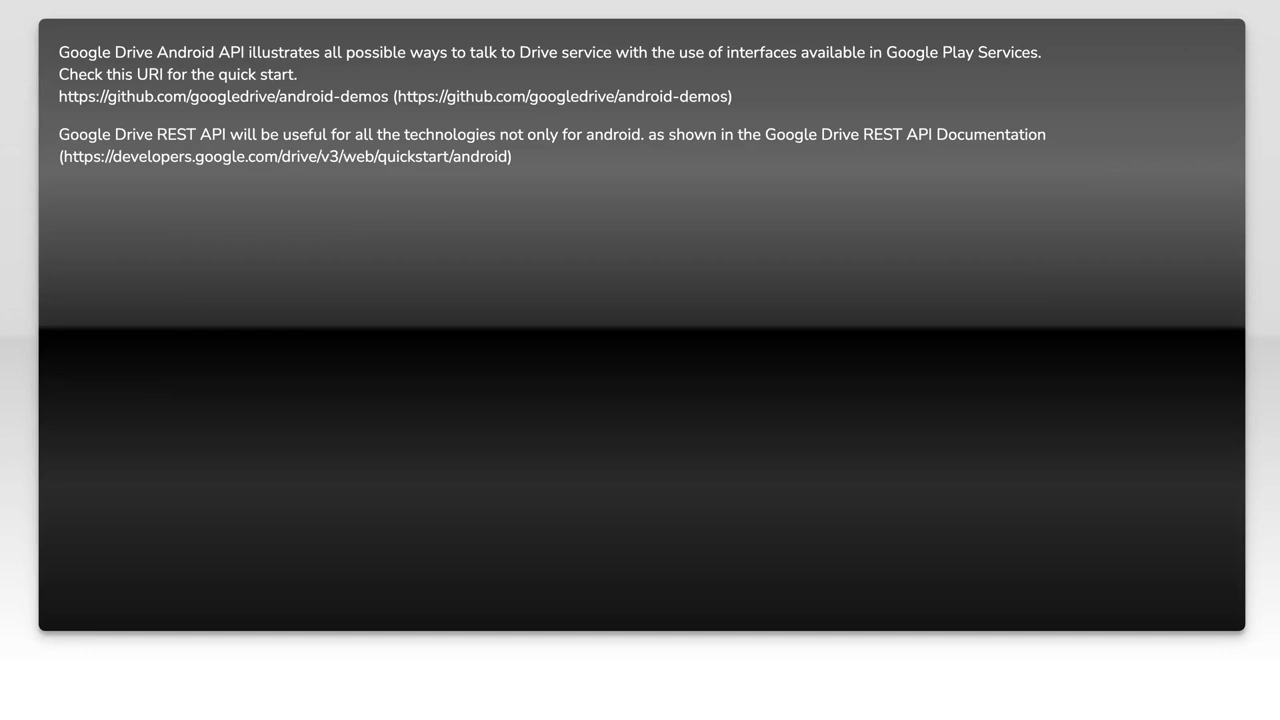 Google Drive Android API illustrates all possible ways to talk to Drive service with the use of interfaces available in Google Play Services.
Check this URI for the quick start.
https://github.com/googledrive/android-demos (https://github.com/googledrive/android-demos)
Google Drive REST API will be useful for all the technologies not only for android. as shown in the Google Drive REST API Documentation
(https://developers.google.com/drive/v3/web/quickstart/android)